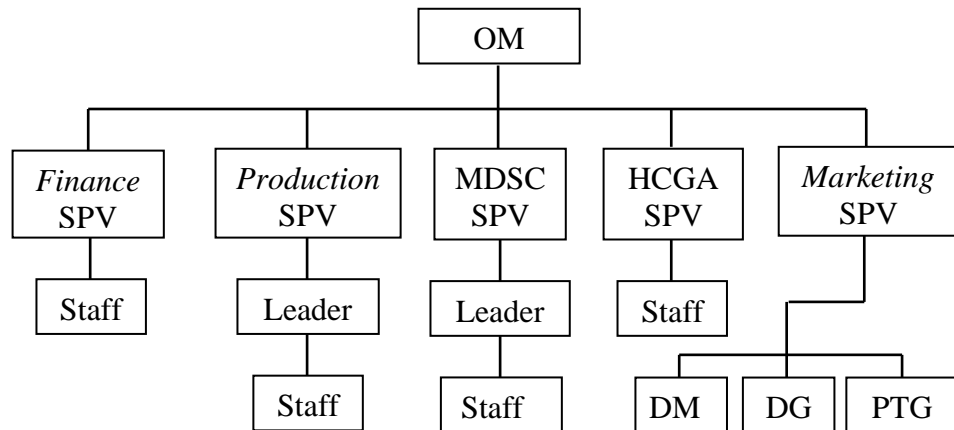 OM
Finance
SPV
Production
SPV
MDSC
SPV
HCGA
SPV
Marketing
SPV
Staff
Leader
Leader
Staff
Staff
Staff
DM
DG
PTG